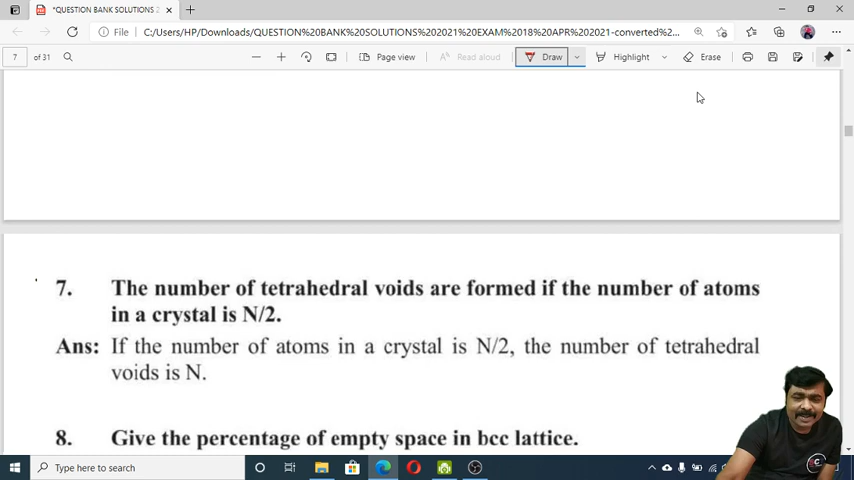 *QUESTION BANK SOLUTIONS 2
File
C:/Users/HP/Downloads/QUESTION%20BANK%20SOLUTIONS%202021%20EXAM%2018%20APR%202021-converted%2...
7 of 31
Page view
Read aloud
Draw
Highlight
Erase
7. The number of tetrahedral voids are formed if the number of atoms
in a crystal is N/2.
Ans: If the number of atoms in a crystal is N/2, the number of tetrahedral
voids is N.
8. Give the percentage of empty space in bcc lattice.
Type here to search